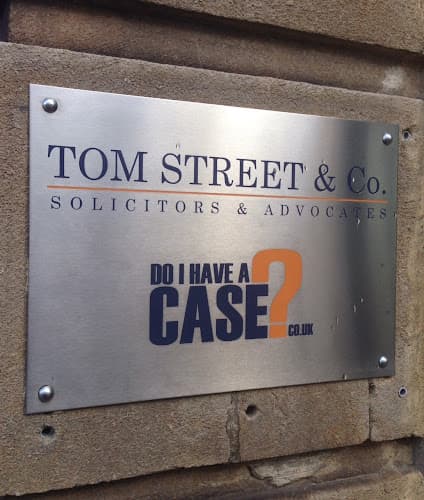 TOM STREET & Co.
SOLICITORS & ADVOCATES
DO I HAVE A
CASE?
.CO.UK